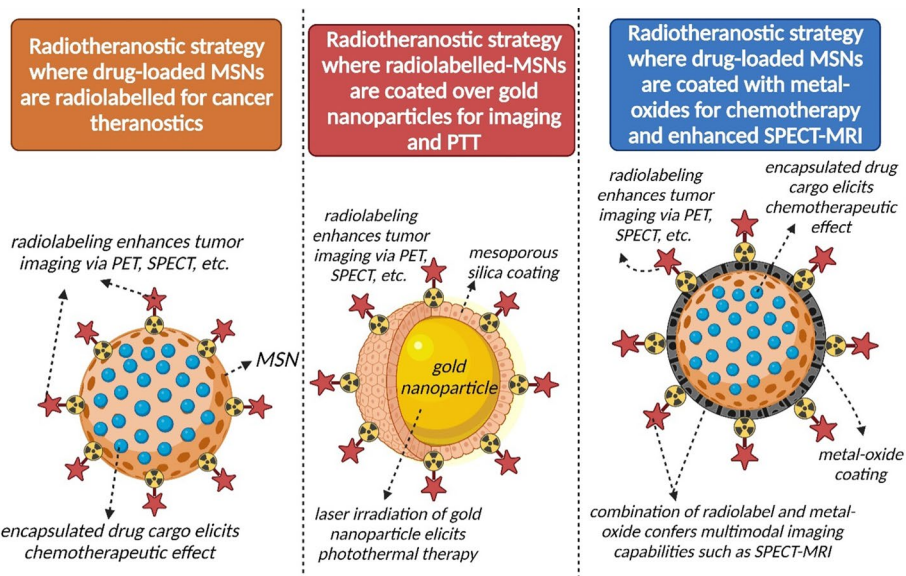 Radiotheranostic strategy
where drug-loaded MSNs
are radiolabelled for cancer
theranostics
radiolabeling enhances tumor
imaging via PET, SPECT, etc.
MSN
encapsulated drug cargo elicits
chemotherapeutic effect
Radiotheranostic strategy
where radiolabelled-MSNs
are coated over gold
nanoparticles for imaging
and PTT
radiolabeling
enhances tumor
imaging via PET,
SPECT, etc.
mesoporous
silica coating
gold
nanoparticle
laser irradiation of gold
nanoparticle elicits
photothermal therapy
Radiotheranostic strategy
where drug-loaded MSNs
are coated with metal-
oxides for chemotherapy
and enhanced SPECT-MRI
radiolabeling
enhances tumor
imaging via PET,
SPECT, etc.
encapsulated drug
cargo elicits
chemotherapeutic
effect
metal-oxide
coating
combination of radiolabel and metal-
oxide confers multimodal imaging
capabilities such as SPECT-MRI